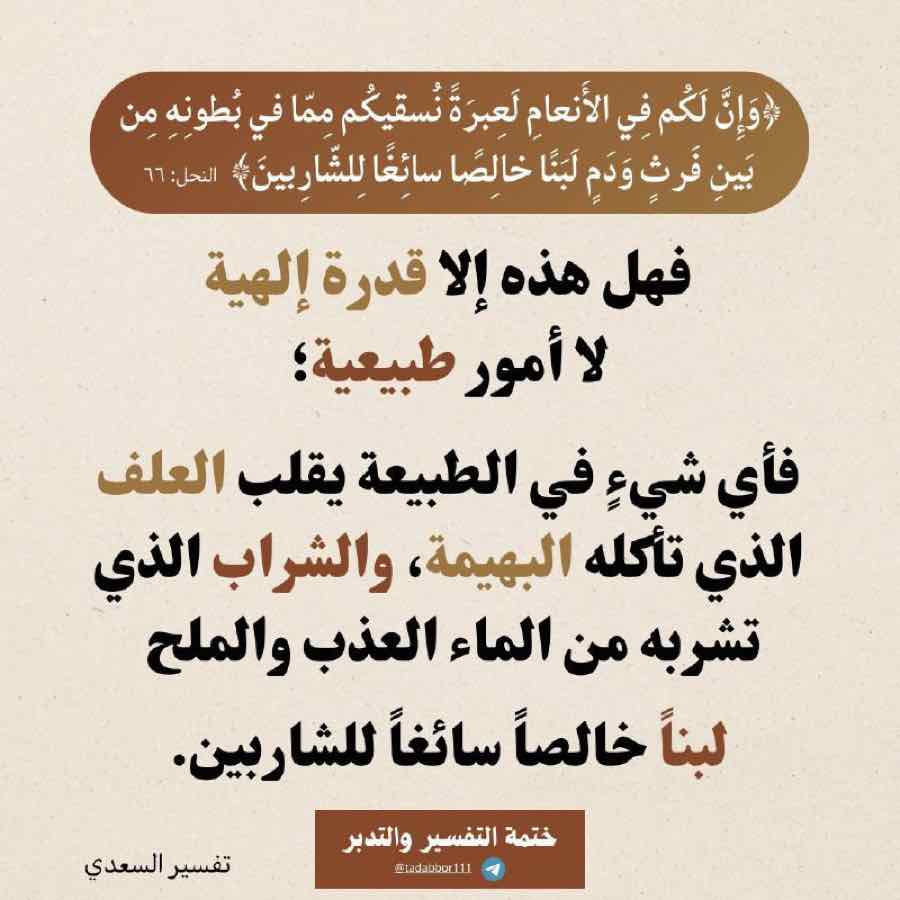 ﴿وَإِنَّ لَكُم فِي الأَنعامِ لَعِبرَةً نُسقيكُم مِمّا في بُطونِهِ مِن
بَينِ فَرثٍ وَدَمٍ لَبَنًا خالِصًا سائِغًا لِلشّارِبينَ﴾ النحل: ٦٦
فهل هذه إلا قدرة إلهية
لا أمور طبيعية؛
فأي شيءٍ في الطبيعة يقلب العلف
الذي تأكله البهيمة، والشراب الذي
تشربه من الماء العذب والملح
لبناً خالصاً سائغاً للشاربين.
ختمة التفسير والتدبر
@tadabbor111
تفسير السعدي